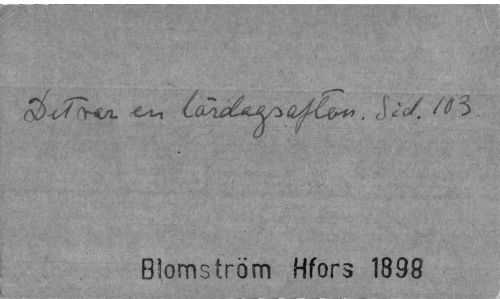 Det var en lördagsafton. Sid. 103.
Blomström Hfors 1898